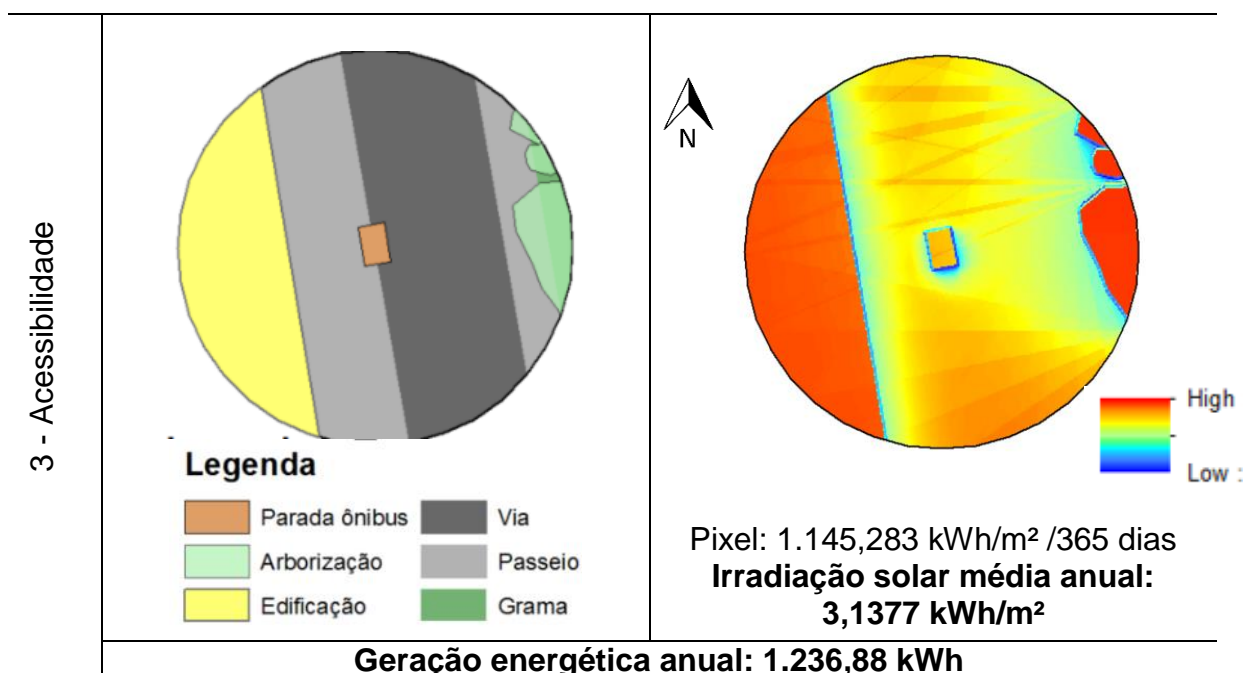 3 - Acessibilidade
Legenda
Parada ônibus
Via
Arborização
Passeio
Edificação
Grama
N
High
Low :
Pixel: 1.145,283 kWh/m² /365 dias
Irradiação solar média anual:
3,1377 kWh/m²
Geração energética anual: 1.236,88 kWh